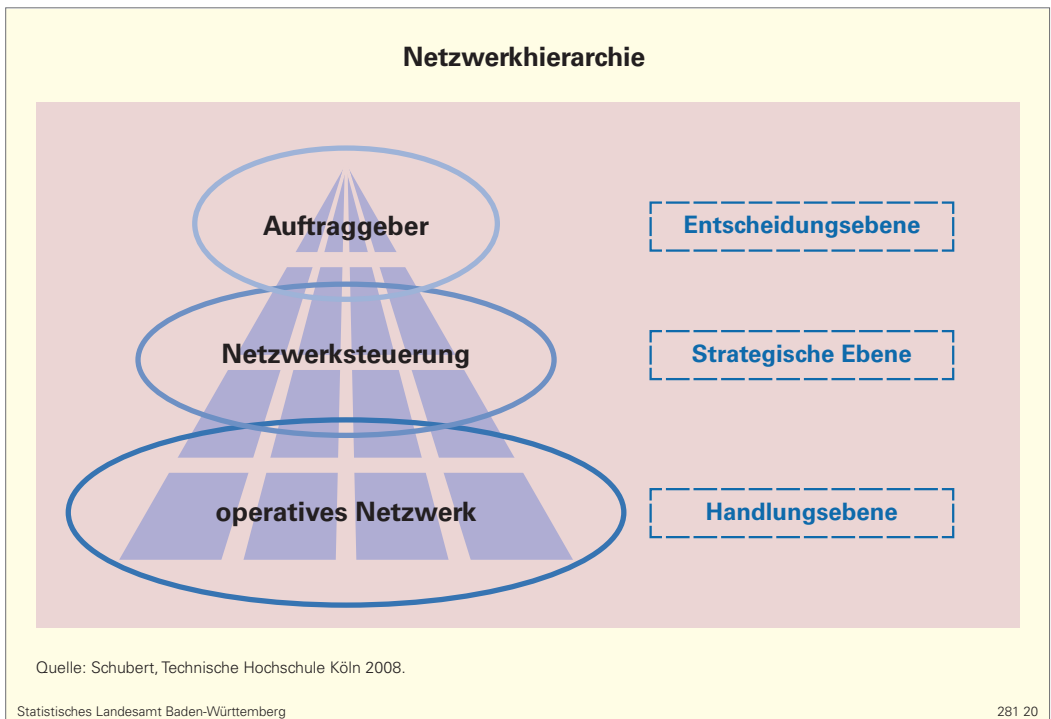 Netzwerkhierarchie
Auftraggeber
Entscheidungsebene
Netzwerksteuerung
Strategische Ebene
operatives Netzwerk
Handlungsebene
Quelle: Schubert, Technische Hochschule Köln 2008.
Statistisches Landesamt Baden-Württemberg
281 20